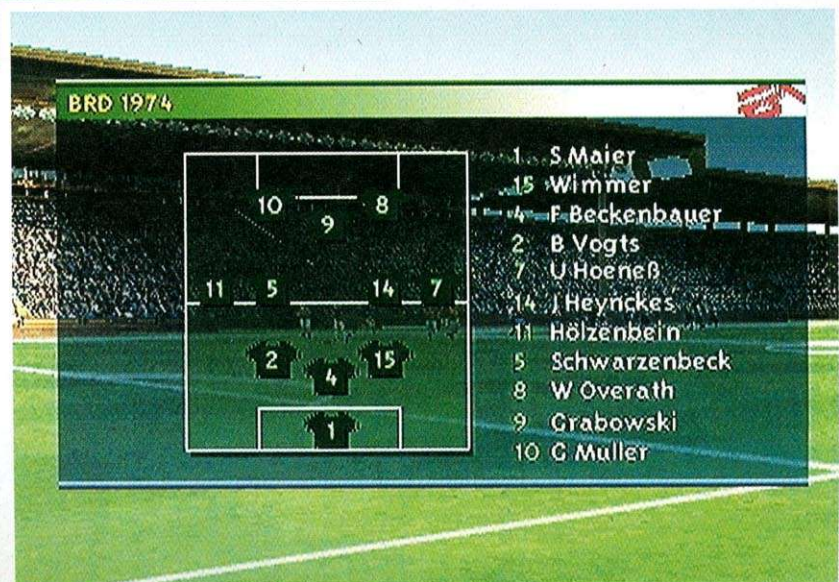 BRD 1974
10
8
9
11 5 14 7
2 15
4
1
1 S Maier
15 Wimmer
4 F Beckenbauer
2 B Vogts
7 U Hoeneß
14 J Heynckes
11 Hölzenbein
5 Schwarzenbeck
8 W Overath
9 Grabowski
10 G Muller